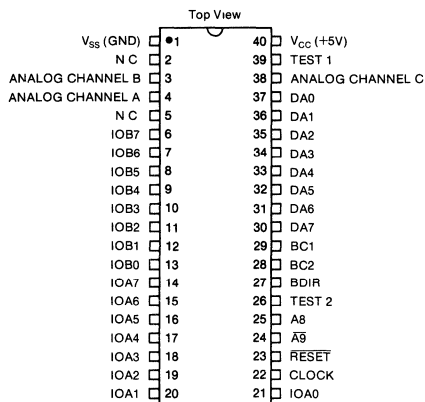 Top View
VSS (GND) 1 40 VCC (+5V)
N C 2 39 TEST 1
ANALOG CHANNEL B 3 38 ANALOG CHANNEL C
ANALOG CHANNEL A 4 37 DA0
N C 5 36 DA1
IOB7 6 35 DA2
IOB6 7 34 DA3
IOB5 8 33 DA4
IOB4 9 32 DA5
IOB3 10 31 DA6
IOB2 11 30 DA7
IOB1 12 29 BC1
IOB0 13 28 BC2
IOA7 14 27 BDIR
IOA6 15 26 TEST 2
IOA5 16 25 A8
IOA4 17 24 A̅9̅
IOA3 18 23 R̅E̅S̅E̅T̅
IOA2 19 22 CLOCK
IOA1 20 21 IOA0